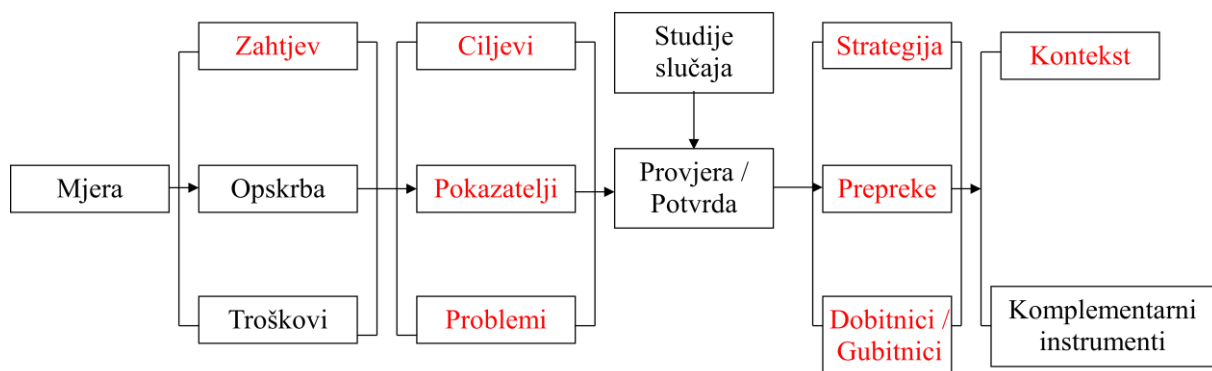 Zahtjev
Ciljevi
Studije
slučaja
Strategija
Kontekst
Mjera
Opskrba
Pokazatelji
Provjera /
Potvrda
Prepreke
Troškovi
Problemi
Dobitnici /
Gubitnici
Komplementarni
instrumenti